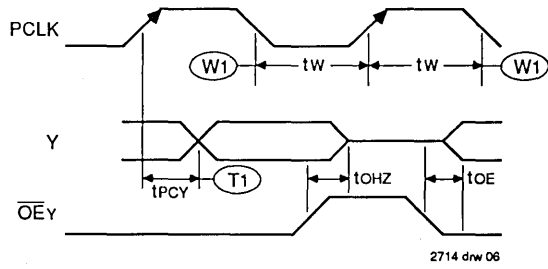 PCLK
W1 tW tW W1
Y
tPCY T1 tOHZ tOE
OEY
2714 drw 06